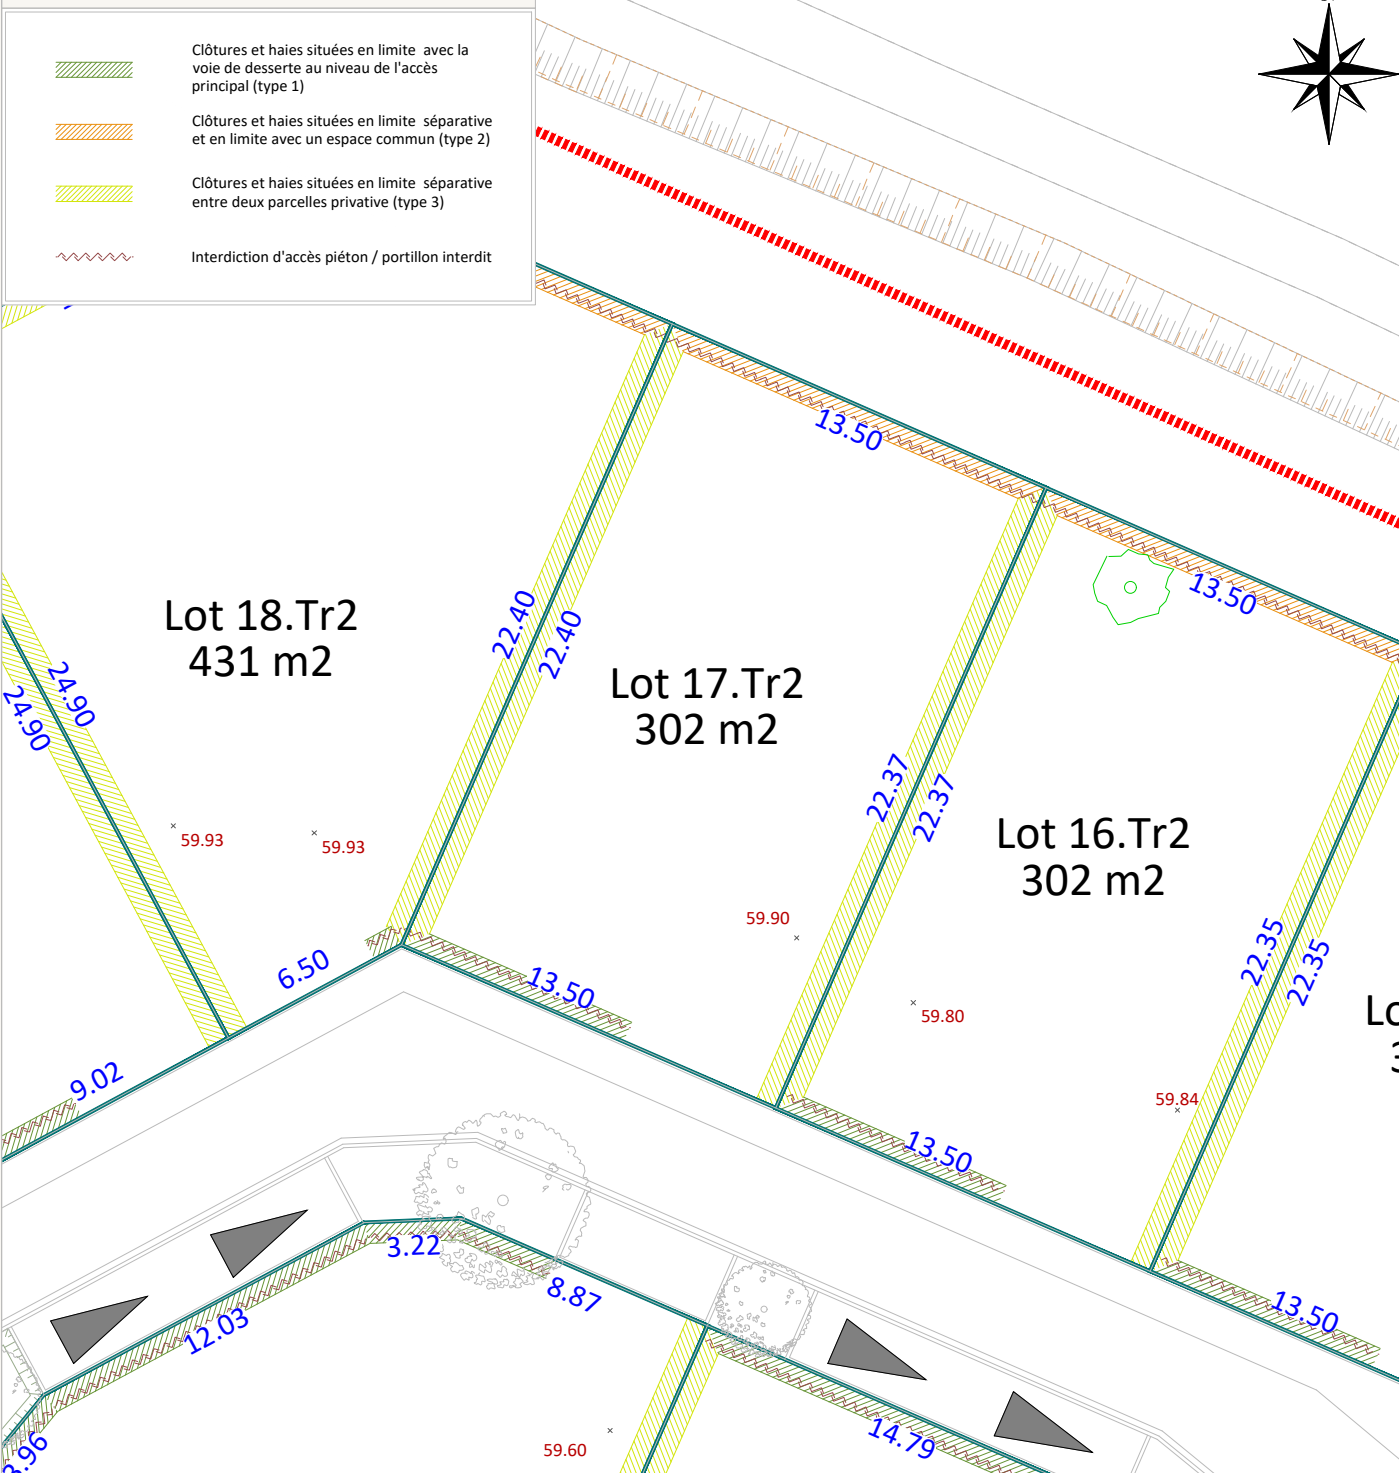 Clôtures et haies situées en limite  avec la
voie de desserte au niveau de l'accès
principal (type 1)
Clôtures et haies situées en limite  séparative
et en limite avec un espace commun (type 2)
Clôtures et haies situées en limite  séparative
entre deux parcelles privative (type 3)
Interdiction d'accès piéton / portillon interdit
13.50
13.50
Lot 18.Tr2
431 m2
22.40
22.40
24.90
24.90
Lot 17.Tr2
302 m2
22.37
22.37
Lot 16.Tr2
302 m2
59.93
59.93
59.90
59.80
22.35
22.35
6.50
13.50
9.02
59.84
13.50
13.50
3.22
8.87
12.03
14.79
59.60